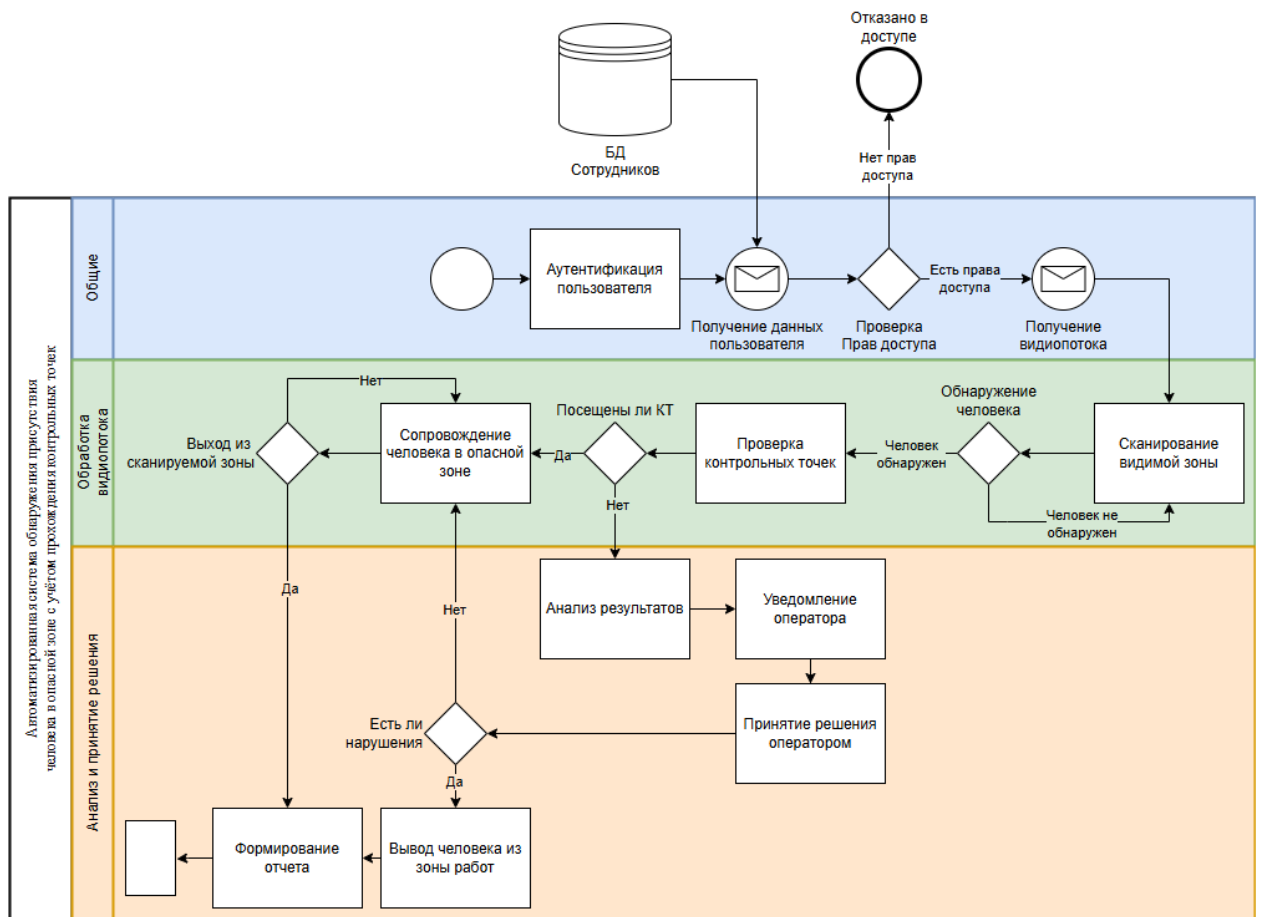 Отказано в
доступе
БД
Сотрудников
Нет прав
доступа
Автоматизированная система обнаружения присутствия
человека в опасной зоне с учётом прохождения контрольных точек
Общие
Аутентификация
пользователя
Получение данных
пользователя
Проверка
Прав доступа
Есть права
доступа
Получение
видиопотока
Обработка
видиопотока
Нет
Выход из
сканируемой зоны
Сопровождение
человека в опасной
зоне
Да
Посещены ли КТ
Нет
Проверка
контрольных точек
Человек
обнаружен
Обнаружение
человека
Человек не
обнаружен
Сканирование
видимой зоны
Анализ и принятие решения
Да
Нет
Анализ результатов
Уведомление
оператора
Есть ли
нарушения
Принятие решения
оператором
Да
Формирование
отчета
Вывод человека из
зоны работ